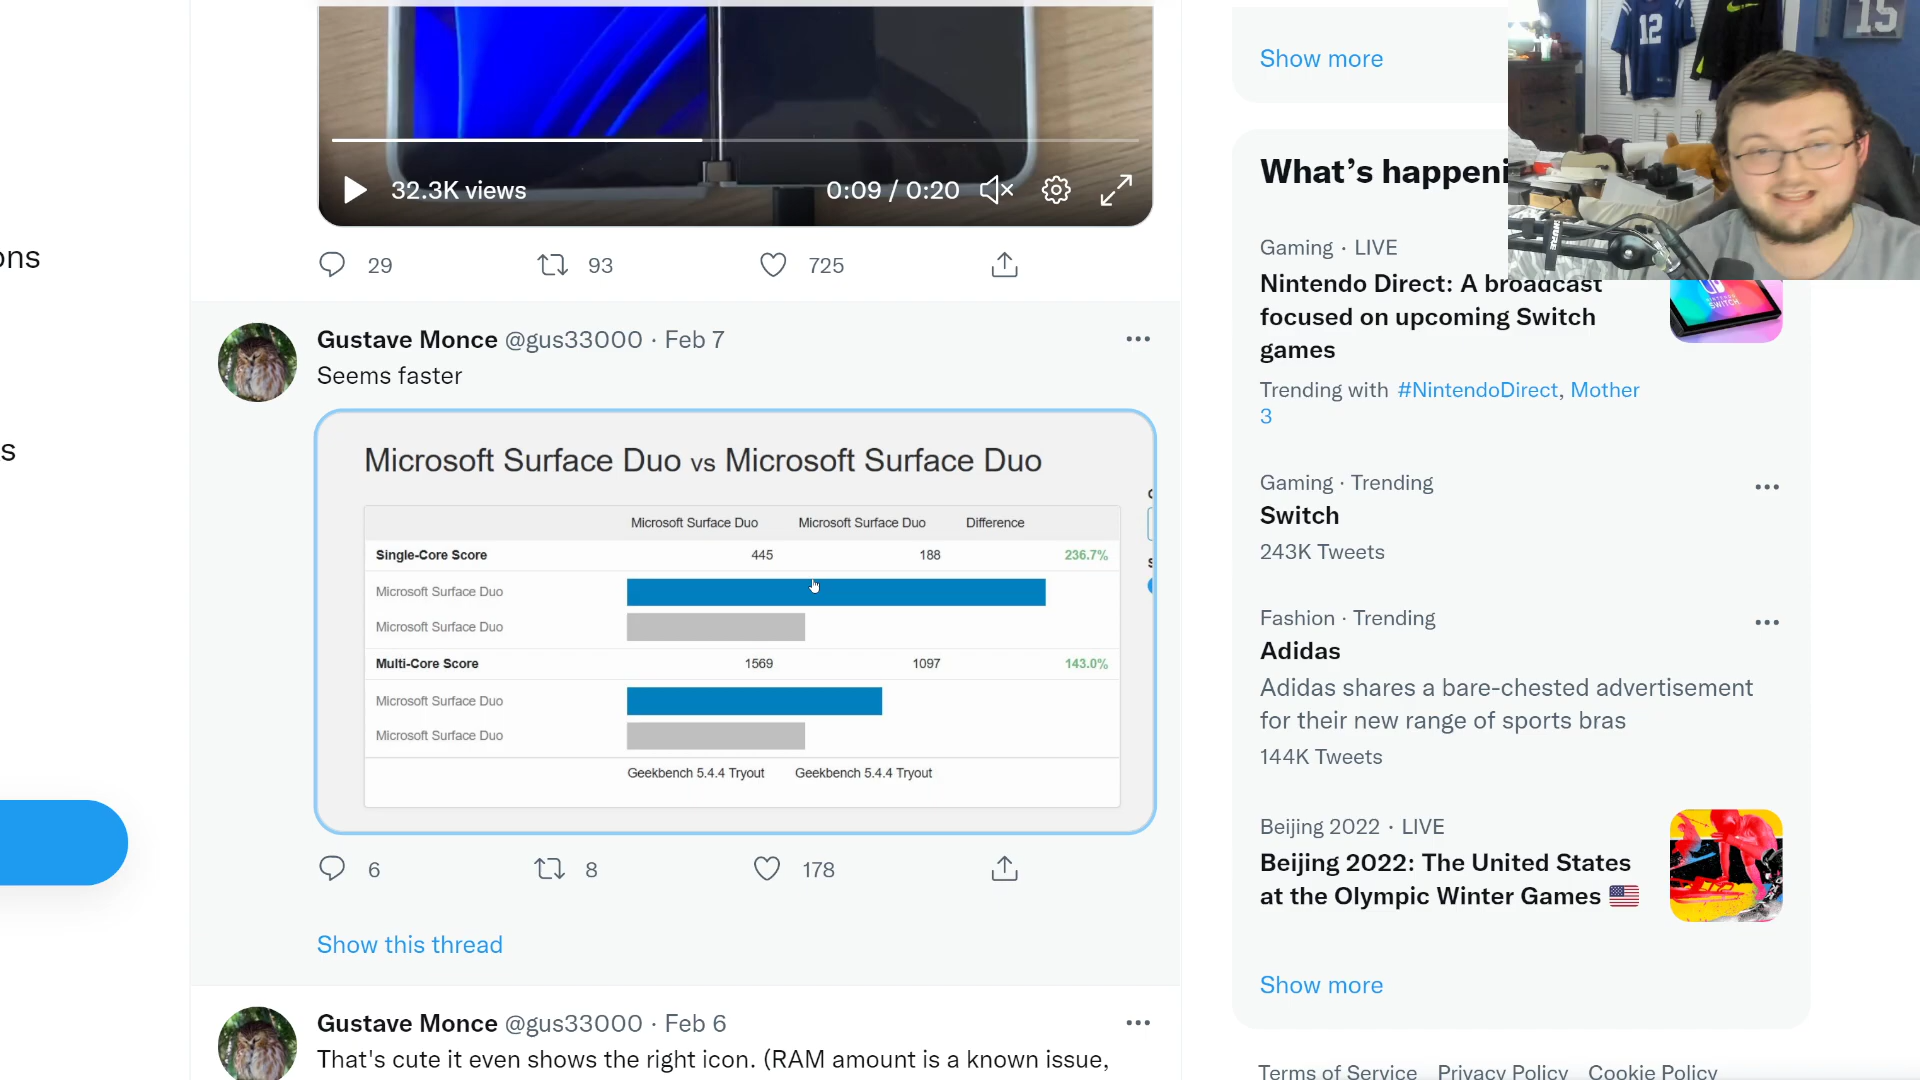 32.3K views
0:09 / 0:20
29
93
725
Gustave Monce @gus33000 · Feb 7
Seems faster
Microsoft Surface Duo vs Microsoft Surface Duo
Microsoft Surface Duo Microsoft Surface Duo Difference
Single-Core Score 445 188 236.7%
Microsoft Surface Duo
Microsoft Surface Duo
Multi-Core Score 1569 1097 143.0%
Microsoft Surface Duo
Microsoft Surface Duo
Geekbench 5.4.4 Tryout Geekbench 5.4.4 Tryout
6
8
178
Show this thread
Gustave Monce @gus33000 · Feb 6
That's cute it even shows the right icon. (RAM amount is a known issue,
ons
s
Show more
What's happeni
Gaming · LIVE
Nintendo Direct: A broadcast
focused on upcoming Switch
games
Trending with #NintendoDirect, Mother
3
Gaming · Trending
Switch
243K Tweets
Fashion · Trending
Adidas
Adidas shares a bare-chested advertisement
for their new range of sports bras
144K Tweets
Beijing 2022 · LIVE
Beijing 2022: The United States
at the Olympic Winter Games
Show more
Terms of Service Privacy Policy Cookie Policy
12
15
SHURE